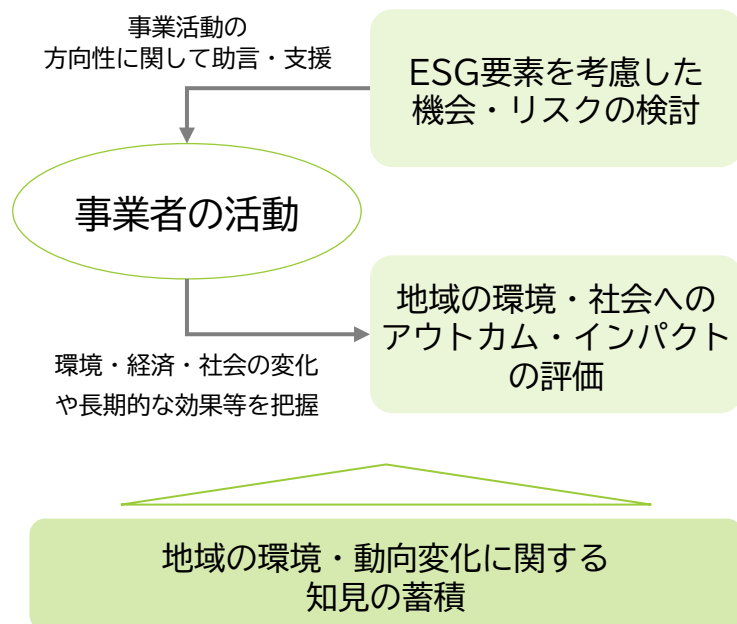 事業活動の
方向性に関して助言・支援
ESG要素を考慮した
機会・リスクの検討
事業者の活動
地域の環境・社会への
アウトカム・インパクト
の評価
環境・経済・社会の変化
や長期的な効果等を把握
地域の環境・動向変化に関する
知見の蓄積